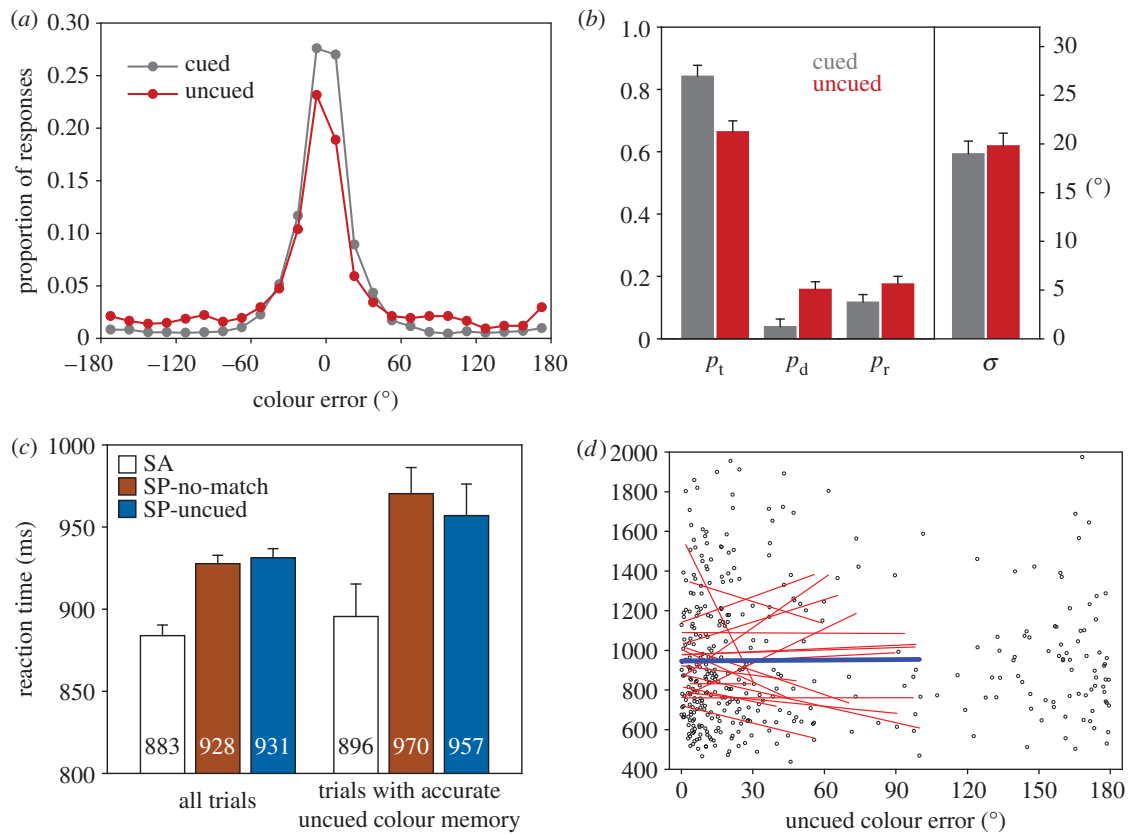 (a)
0.30
0.25
0.20
0.15
0.10
0.05
0
proportion of responses
cued
uncued
−180
−120
−60
0
60
120
180
colour error (°)
(b)
1.0
0.8
0.6
0.4
0.2
0
cued
uncued
30
25
20
15
10
5
0
(°)
pt
pd
pr
σ
(c)
1000
950
900
850
800
reaction time (ms)
SA
SP-no-match
SP-uncued
883
928
931
896
970
957
all trials
trials with accurate
uncued colour memory
(d)
2000
1800
1600
1400
1200
1000
800
600
400
0
30
60
90
120
150
180
uncued colour error (°)